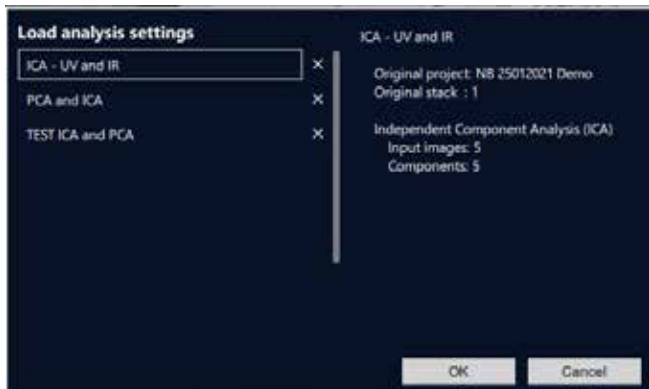 Load analysis settings
ICA - UV and IR ×
PCA and ICA ×
TEST ICA and PCA ×
ICA - UV and IR
Original project: NB 25012021 Demo
Original stack : 1
Independent Component Analysis (ICA)
Input images: 5
Components: 5
OK Cancel